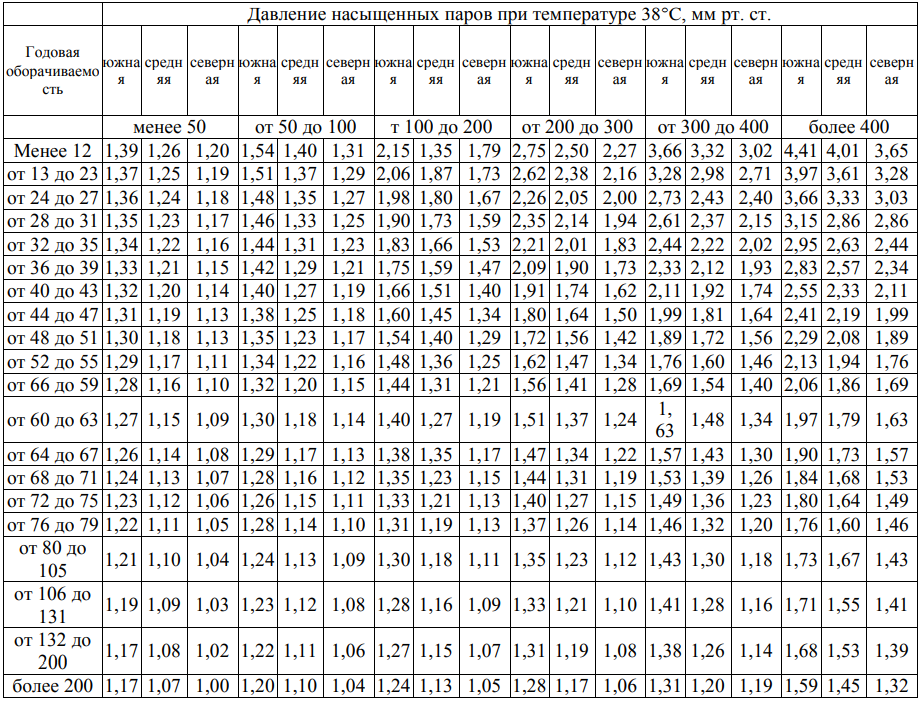 Давление насыщенных паров при температуре 38°С, мм рт. ст.
Годовая
оборачиваемо
сть
южна
я
средн
яя
северн
ая
южна
я
средн
яя
северн
ая
южна
я
средн
яя
северн
ая
южна
я
средн
яя
северн
ая
южна
я
средн
яя
северн
ая
южна
я
средн
яя
северн
ая
менее 50 от 50 до 100 т 100 до 200 от 200 до 300 от 300 до 400 более 400
Менее 12 1,39 1,26 1,20 1,54 1,40 1,31 2,15 1,35 1,79 2,75 2,50 2,27 3,66 3,32 3,02 4,41 4,01 3,65
от 13 до 23 1,37 1,25 1,19 1,51 1,37 1,29 2,06 1,87 1,73 2,62 2,38 2,16 3,28 2,98 2,71 3,97 3,61 3,28
от 24 до 27 1,36 1,24 1,18 1,48 1,35 1,27 1,98 1,80 1,67 2,26 2,05 2,00 2,73 2,43 2,40 3,66 3,33 3,03
от 28 до 31 1,35 1,23 1,17 1,46 1,33 1,25 1,90 1,73 1,59 2,35 2,14 1,94 2,61 2,37 2,15 3,15 2,86 2,86
от 32 до 35 1,34 1,22 1,16 1,44 1,31 1,23 1,83 1,66 1,53 2,21 2,01 1,83 2,44 2,22 2,02 2,95 2,63 2,44
от 36 до 39 1,33 1,21 1,15 1,42 1,29 1,21 1,75 1,59 1,47 2,09 1,90 1,73 2,33 2,12 1,93 2,83 2,57 2,34
от 40 до 43 1,32 1,20 1,14 1,40 1,27 1,19 1,66 1,51 1,40 1,91 1,74 1,62 2,11 1,92 1,74 2,55 2,33 2,11
от 44 до 47 1,31 1,19 1,13 1,38 1,25 1,18 1,60 1,45 1,34 1,80 1,64 1,50 1,99 1,81 1,64 2,41 2,19 1,99
от 48 до 51 1,30 1,18 1,13 1,35 1,23 1,17 1,54 1,40 1,29 1,72 1,56 1,42 1,89 1,72 1,56 2,29 2,08 1,89
от 52 до 55 1,29 1,17 1,11 1,34 1,22 1,16 1,48 1,36 1,25 1,62 1,47 1,34 1,76 1,60 1,46 2,13 1,94 1,76
от 66 до 59 1,28 1,16 1,10 1,32 1,20 1,15 1,44 1,31 1,21 1,56 1,41 1,28 1,69 1,54 1,40 2,06 1,86 1,69
от 60 до 63 1,27 1,15 1,09 1,30 1,18 1,14 1,40 1,27 1,19 1,51 1,37 1,24 1,
63 1,48 1,34 1,97 1,79 1,63
от 64 до 67 1,26 1,14 1,08 1,29 1,17 1,13 1,38 1,35 1,17 1,47 1,34 1,22 1,57 1,43 1,30 1,90 1,73 1,57
от 68 до 71 1,24 1,13 1,07 1,28 1,16 1,12 1,35 1,23 1,15 1,44 1,31 1,19 1,53 1,39 1,26 1,84 1,68 1,53
от 72 до 75 1,23 1,12 1,06 1,26 1,15 1,11 1,33 1,21 1,13 1,40 1,27 1,15 1,49 1,36 1,23 1,80 1,64 1,49
от 76 до 79 1,22 1,11 1,05 1,28 1,14 1,10 1,31 1,19 1,13 1,37 1,26 1,14 1,46 1,32 1,20 1,76 1,60 1,46
от 80 до
105 1,21 1,10 1,04 1,24 1,13 1,09 1,30 1,18 1,11 1,35 1,23 1,12 1,43 1,30 1,18 1,73 1,67 1,43
от 106 до
131 1,19 1,09 1,03 1,23 1,12 1,08 1,28 1,16 1,09 1,33 1,21 1,10 1,41 1,28 1,16 1,71 1,55 1,41
от 132 до
200 1,17 1,08 1,02 1,22 1,11 1,06 1,27 1,15 1,07 1,31 1,19 1,08 1,38 1,26 1,14 1,68 1,53 1,39
более 200 1,17 1,07 1,00 1,20 1,10 1,04 1,24 1,13 1,05 1,28 1,17 1,06 1,31 1,20 1,19 1,59 1,45 1,32